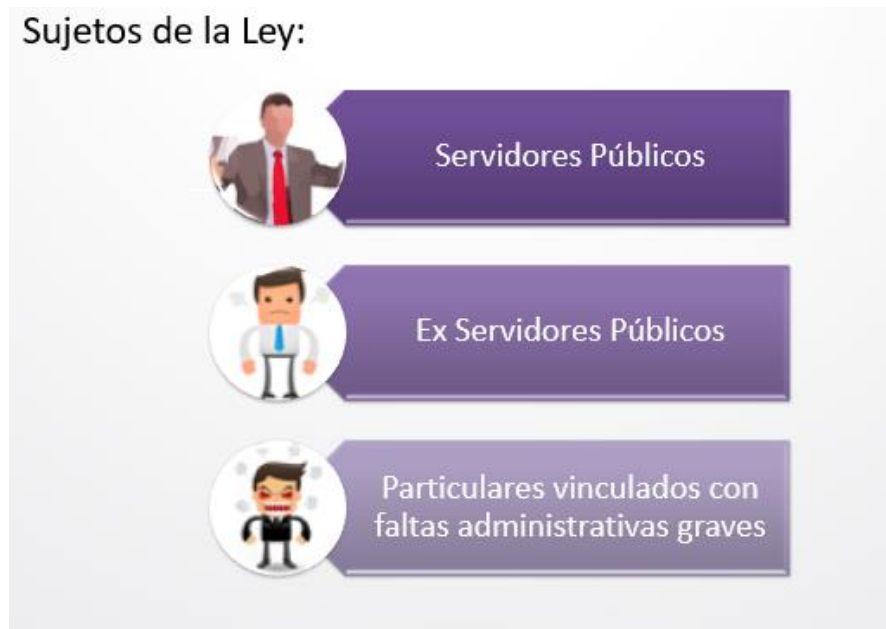 Sujetos de la Ley:
Servidores Públicos
Ex Servidores Públicos
Particulares vinculados con
faltas administrativas graves